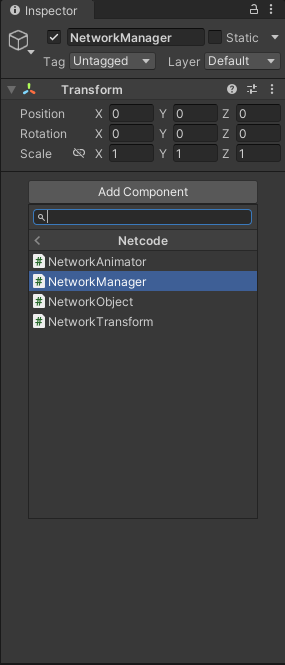 Inspector
NetworkManager Static
Tag Untagged Layer Default
Transform
Position X 0 Y 0 Z 0
Rotation X 0 Y 0 Z 0
Scale X 1 Y 1 Z 1
Add Component
Netcode
# NetworkAnimator
# NetworkManager
# NetworkObject
# NetworkTransform